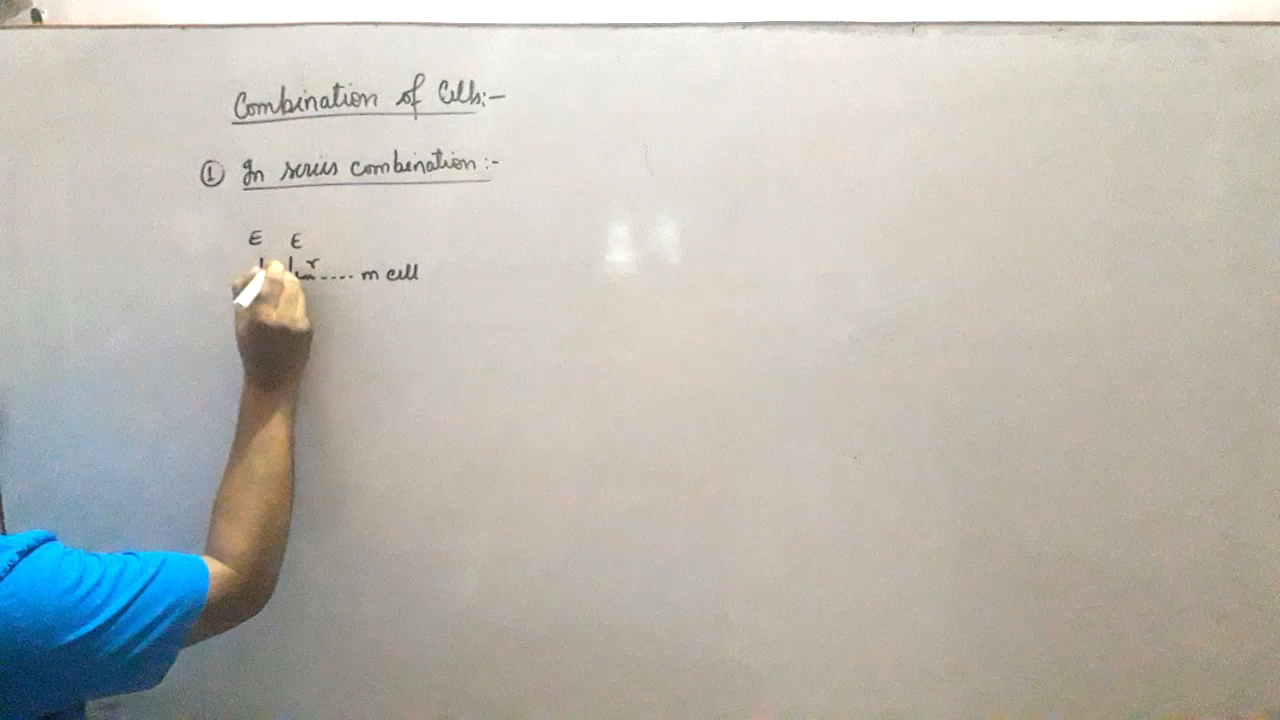 Combination of Cells:-
① In series combination:-
E E
r .... m cell